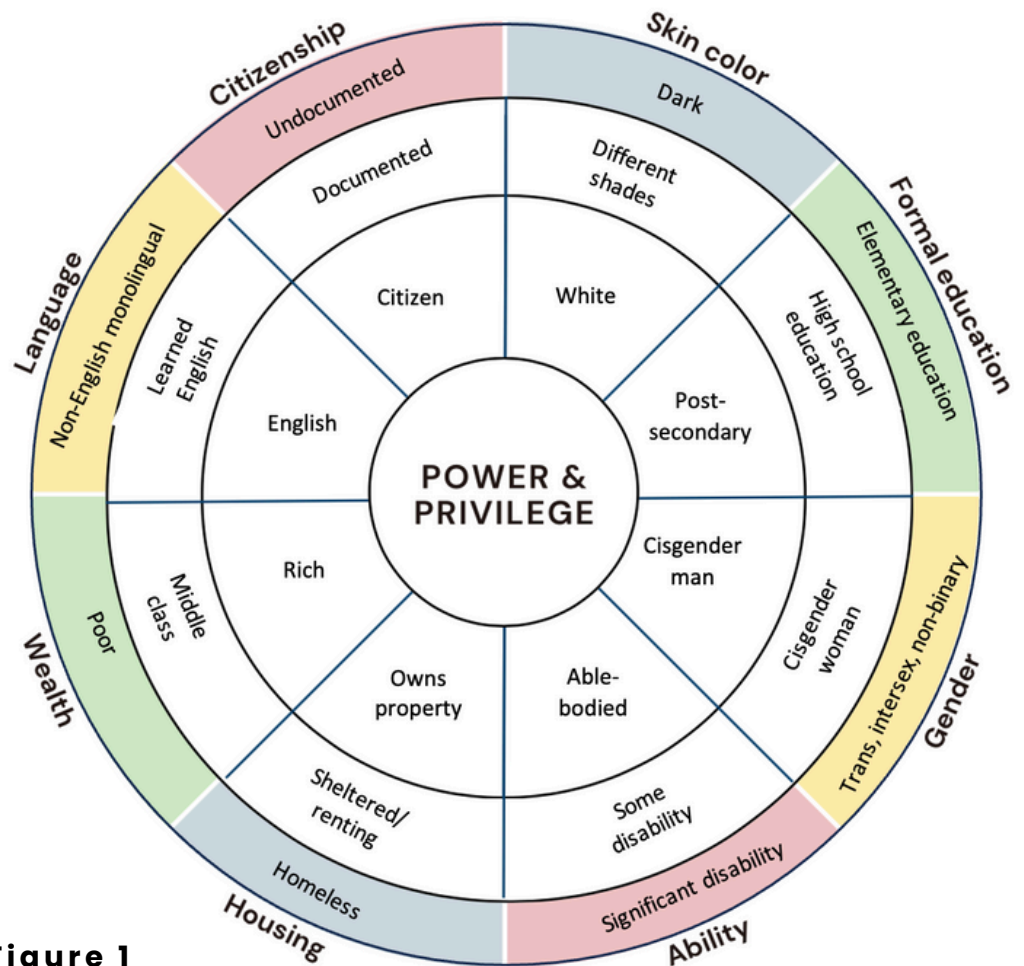 Citizenship
Skin color
Formal education
Gender
Ability
Housing
Wealth
Language
Undocumented
Dark
Elementary education
Trans, intersex, non-binary
Significant disability
Homeless
Poor
Non-English monolingual
Documented
Different
shades
High school
education
Cisgender
woman
Some
disability
Sheltered/
renting
Middle
class
Learned
English
Citizen
White
Post-
secondary
Cisgender
man
Able-
bodied
Owns
property
Rich
English
POWER &
PRIVILEGE
Figure 1